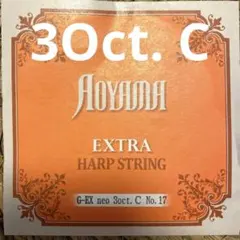 3Oct. C
AOYAMA
EXTRA
HARP STRING
G-EX neo 3oct. C No.17